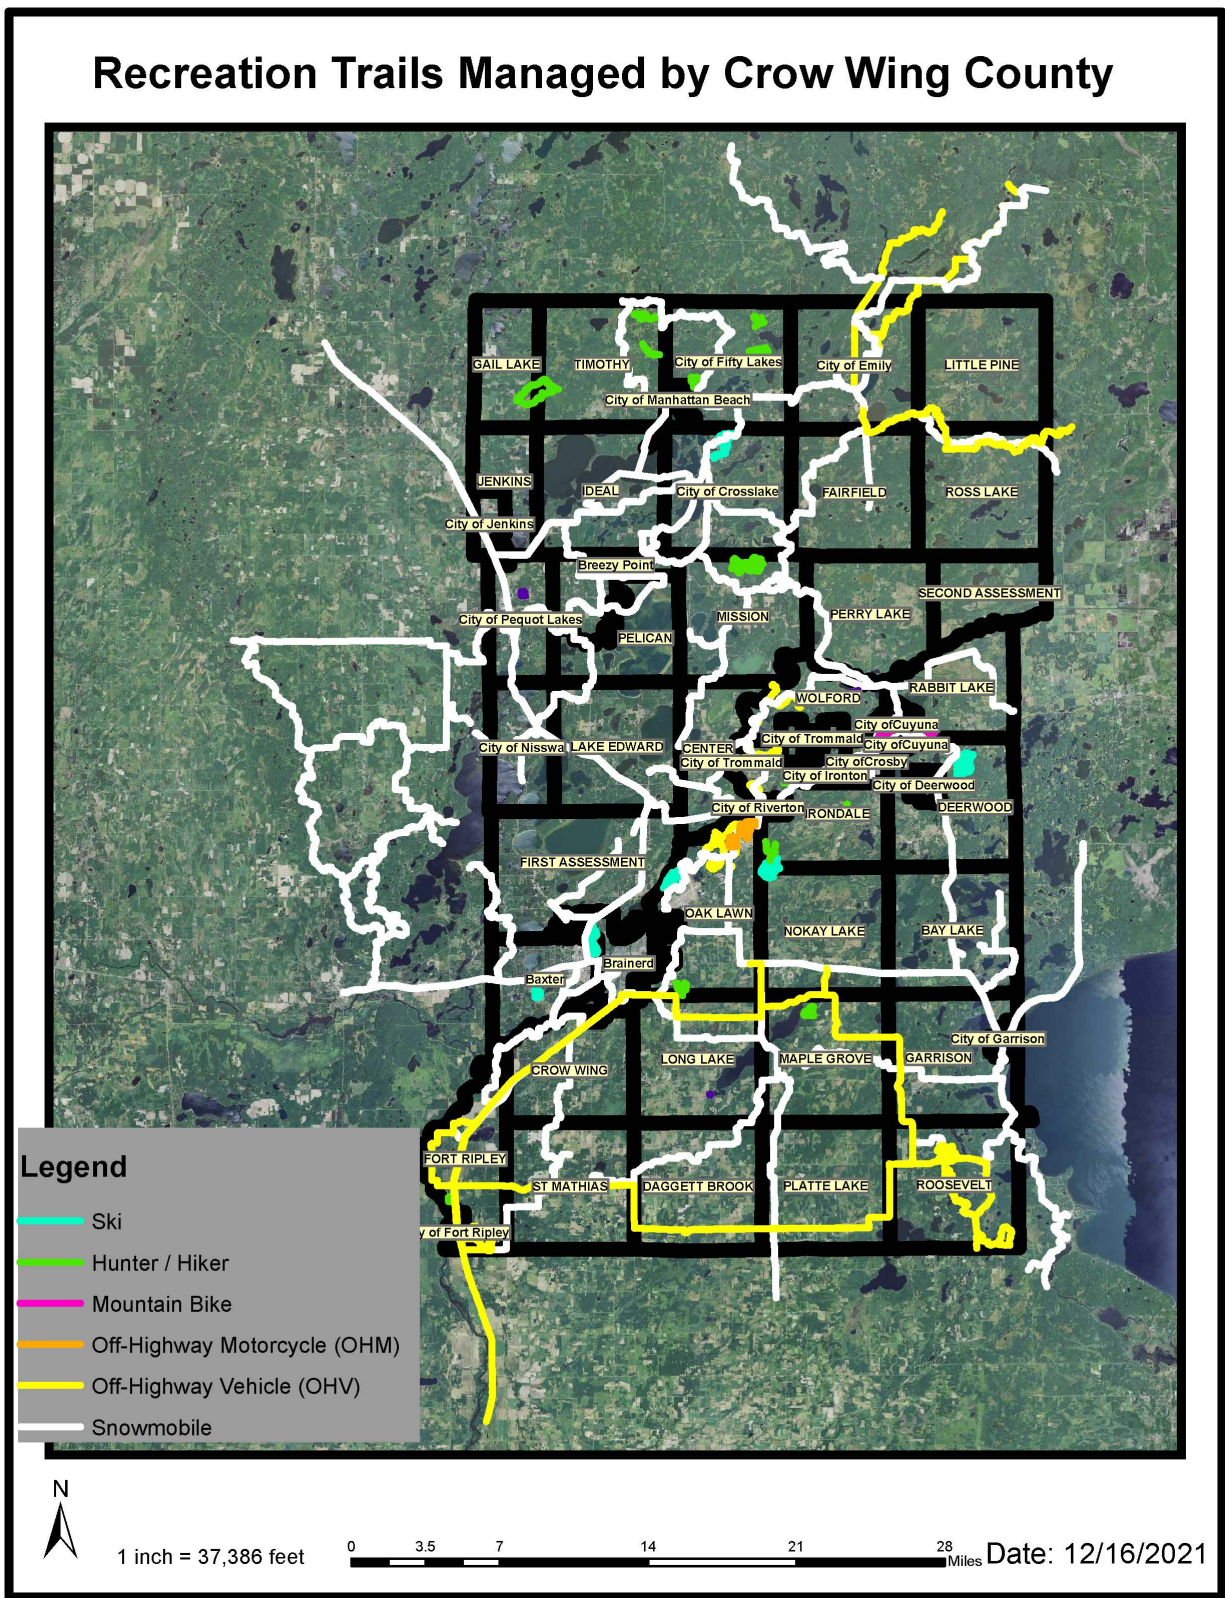 Recreation Trails Managed by Crow Wing County
GAIL LAKE
TIMOTHY
City of Fifty Lakes
City of Emily
LITTLE PINE
City of Manhattan Beach
JENKINS
IDEAL
City of Crosslake
FAIRFIELD
ROSS LAKE
City of Jenkins
Breezy Point
SECOND ASSESSMENT
City of Pequot Lakes
MISSION
PERRY LAKE
PELICAN
RABBIT LAKE
WOLFORD
City ofCuyuna
City of Trommald
City ofCuyuna
City of Nisswa
LAKE EDWARD
CENTER
City of Trommald
City ofCrosby
City of Ironton
City of Deerwood
City of Riverton
IRONDALE
DEERWOOD
FIRST ASSESSMENT
OAK LAWN
NOKAY LAKE
BAY LAKE
Brainerd
Baxter
City of Garrison
CROW WING
LONG LAKE
MAPLE GROVE
GARRISON
FORT RIPLEY
ST MATHIAS
DAGGETT BROOK
PLATTE LAKE
ROOSEVELT
y of Fort Ripley
Legend
Ski
Hunter / Hiker
Mountain Bike
Off-Highway Motorcycle (OHM)
Off-Highway Vehicle (OHV)
Snowmobile
N
1 inch = 37,386 feet
0 3.5 7 14 21 28
Miles
Date: 12/16/2021